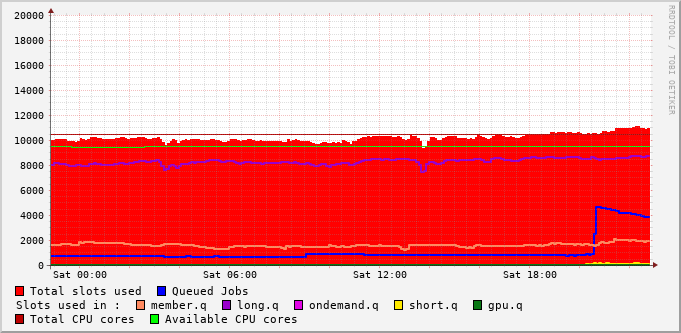 20000
18000
16000
14000
12000
10000
8000
6000
4000
2000
0
Sat 00:00 Sat 06:00 Sat 12:00 Sat 18:00
RRDTOOL / TOBI OETIKER
Total slots used Queued Jobs
Slots used in : member.q long.q ondemand.q short.q gpu.q
Total CPU cores Available CPU cores